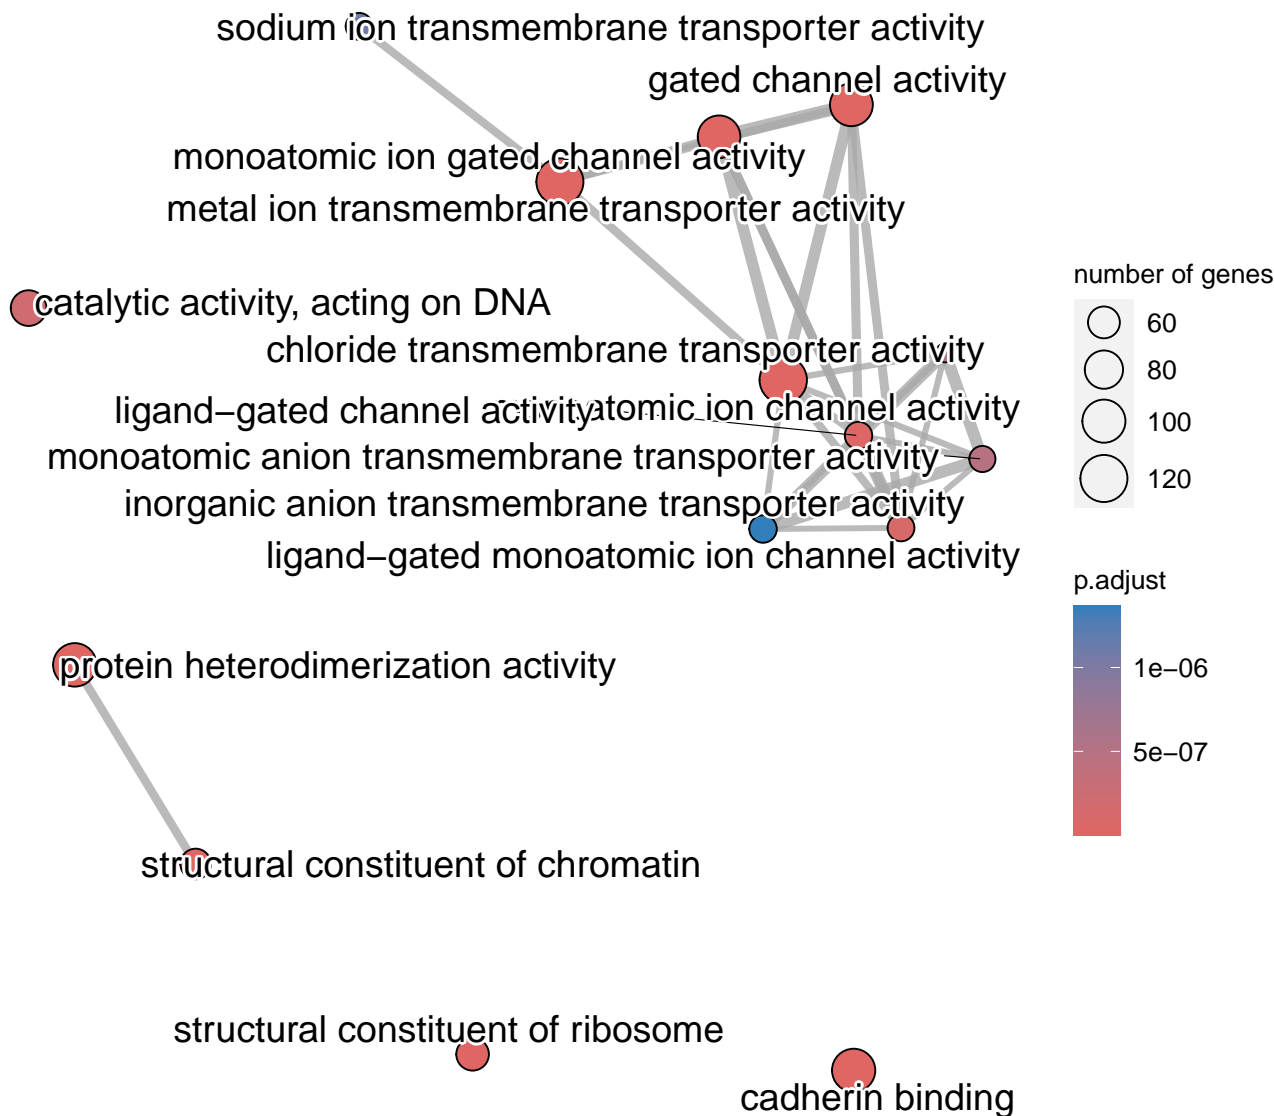 sodium ion transmembrane transporter activity
gated channel activity
monoatomic ion gated channel activity
metal ion transmembrane transporter activity
catalytic activity, acting on DNA
chloride transmembrane transporter activity
ligand−gated channel activity
atomic ion channel activity
monoatomic anion transmembrane transporter activity
inorganic anion transmembrane transporter activity
ligand−gated monoatomic ion channel activity
protein heterodimerization activity
structural constituent of chromatin
structural constituent of ribosome
cadherin binding
number of genes
60
80
100
120
p.adjust
1e−06
5e−07